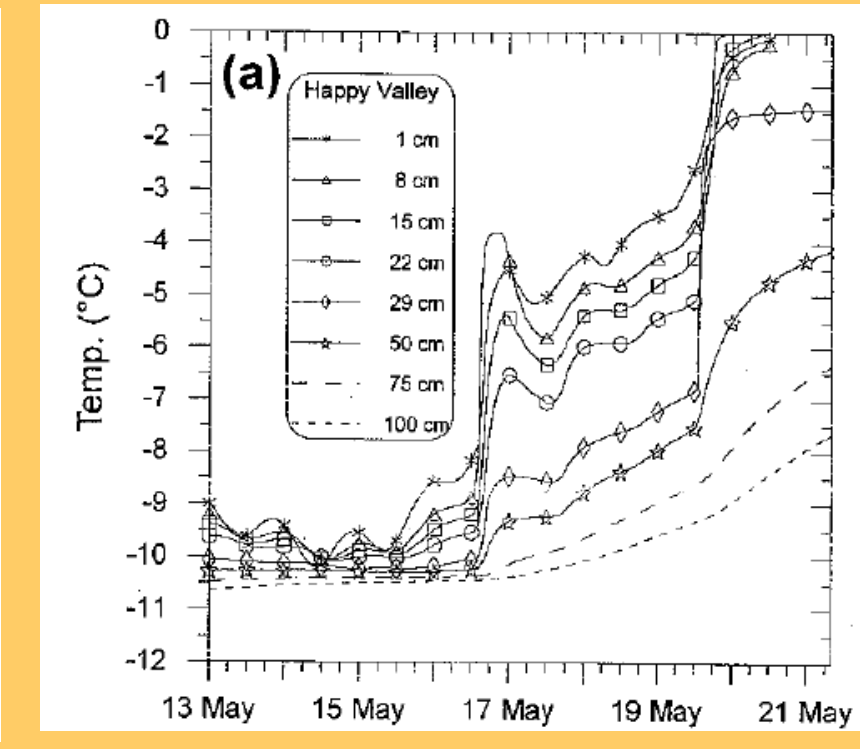 (a)
Happy Valley
1 cm
8 cm
15 cm
22 cm
29 cm
50 cm
75 cm
100 cm
Temp. (°C)
0
-1
-2
-3
-4
-5
-6
-7
-8
-9
-10
-11
-12
13 May 15 May 17 May 19 May 21 May